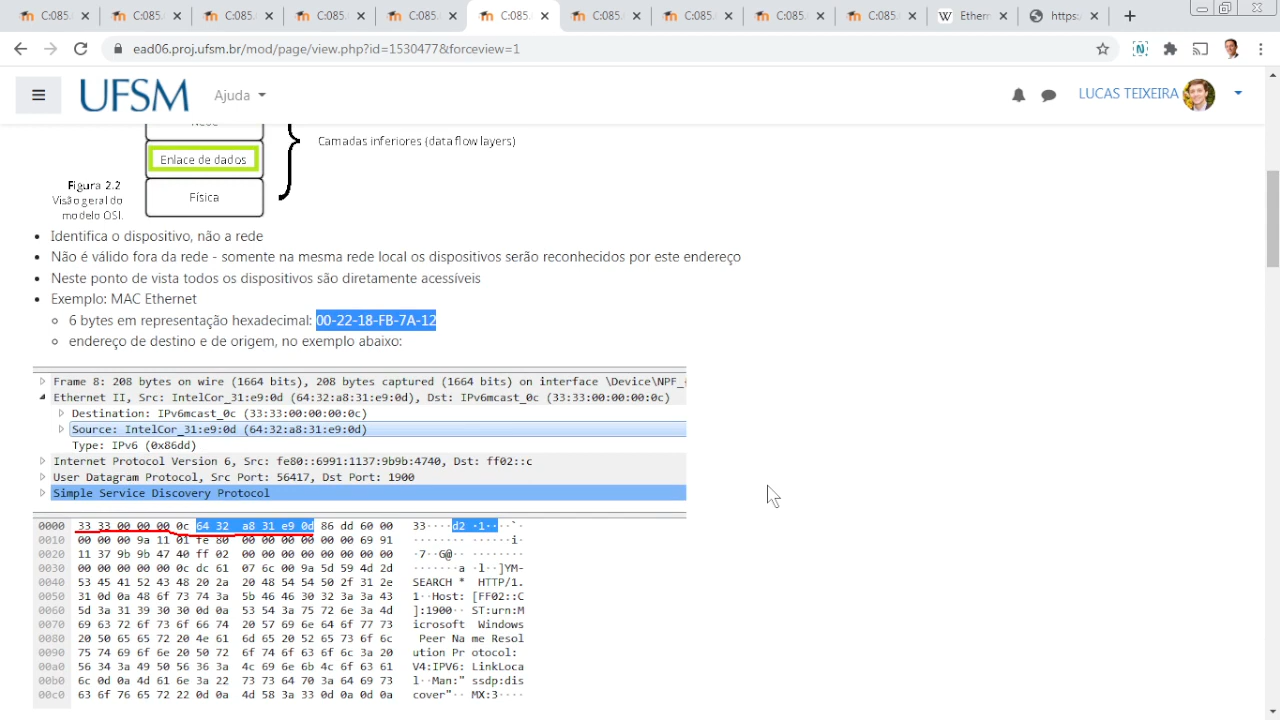 C:085.
C:085.
C:085.
C:085.
C:085.
C:085.
C:085.
C:085.
C:085.
C:085.
Ethern
https:
ead06.proj.ufsm.br/mod/page/view.php?id=1530477&forceview=1
UFSM
Ajuda
LUCAS TEIXEIRA
Camadas inferiores (data flow layers)
Enlace de dados
Física
Figura 2.2
Visão geral do
modelo OSI.
• Identifica o dispositivo, não a rede
• Não é válido fora da rede - somente na mesma rede local os dispositivos serão reconhecidos por este endereço
• Neste ponto de vista todos os dispositivos são diretamente acessíveis
• Exemplo: MAC Ethernet
◦ 6 bytes em representação hexadecimal: 00-22-18-FB-7A-12
◦ endereço de destino e de origem, no exemplo abaixo:
Frame 8: 208 bytes on wire (1664 bits), 208 bytes captured (1664 bits) on interface \Device\NPF_
Ethernet II, Src: IntelCor_31:e9:0d (64:32:a8:31:e9:0d), Dst: IPv6mcast_0c (33:33:00:00:00:0c)
Destination: IPv6mcast_0c (33:33:00:00:00:0c)
Source: IntelCor_31:e9:0d (64:32:a8:31:e9:0d)
Type: IPv6 (0x86dd)
Internet Protocol Version 6, Src: fe80::6991:1137:9b9b:4740, Dst: ff02::c
User Datagram Protocol, Src Port: 56417, Dst Port: 1900
Simple Service Discovery Protocol
0000 33 33 00 00 00 0c 64 32 a8 31 e9 0d 86 dd 60 00 33····d2 ·1····`·
0010 00 00 00 9a 11 01 fe 80 00 00 00 00 00 00 69 91 ········ ······i·
0020 11 37 9b 9b 47 40 ff 02 00 00 00 00 00 00 00 00 ·7··G@·· ········
0030 00 00 00 00 00 0c dc 61 07 6c 00 9a 5d 59 4d 2d ·······a ·l··]YM-
0040 53 45 41 52 43 48 20 2a 20 48 54 54 50 2f 31 2e SEARCH * HTTP/1.
0050 31 0d 0a 48 6f 73 74 3a 5b 46 46 30 32 3a 3a 43 1··Host: [FF02::C
0060 5d 3a 31 39 30 30 0d 0a 53 54 3a 75 72 6e 3a 4d ]:1900·· ST:urn:M
0070 69 63 72 6f 73 6f 66 74 20 57 69 6e 64 6f 77 73 icrosoft Windows
0080 20 50 65 65 72 20 4e 61 6d 65 20 52 65 73 6f 6c Peer Na me Resol
0090 75 74 69 6f 6e 20 50 72 6f 74 6f 63 6f 6c 3a 20 ution Pr otocol:
00a0 56 34 3a 49 50 56 36 3a 4c 69 6e 6b 4c 6f 63 61 V4:IPV6: LinkLoca
00b0 6c 0d 0a 4d 61 6e 3a 22 73 73 64 70 3a 64 69 73 l··Man:" ssdp:dis
00c0 63 6f 76 65 72 22 0d 0a 4d 58 3a 33 0d 0a 0d 0a cover"·· MX:3····